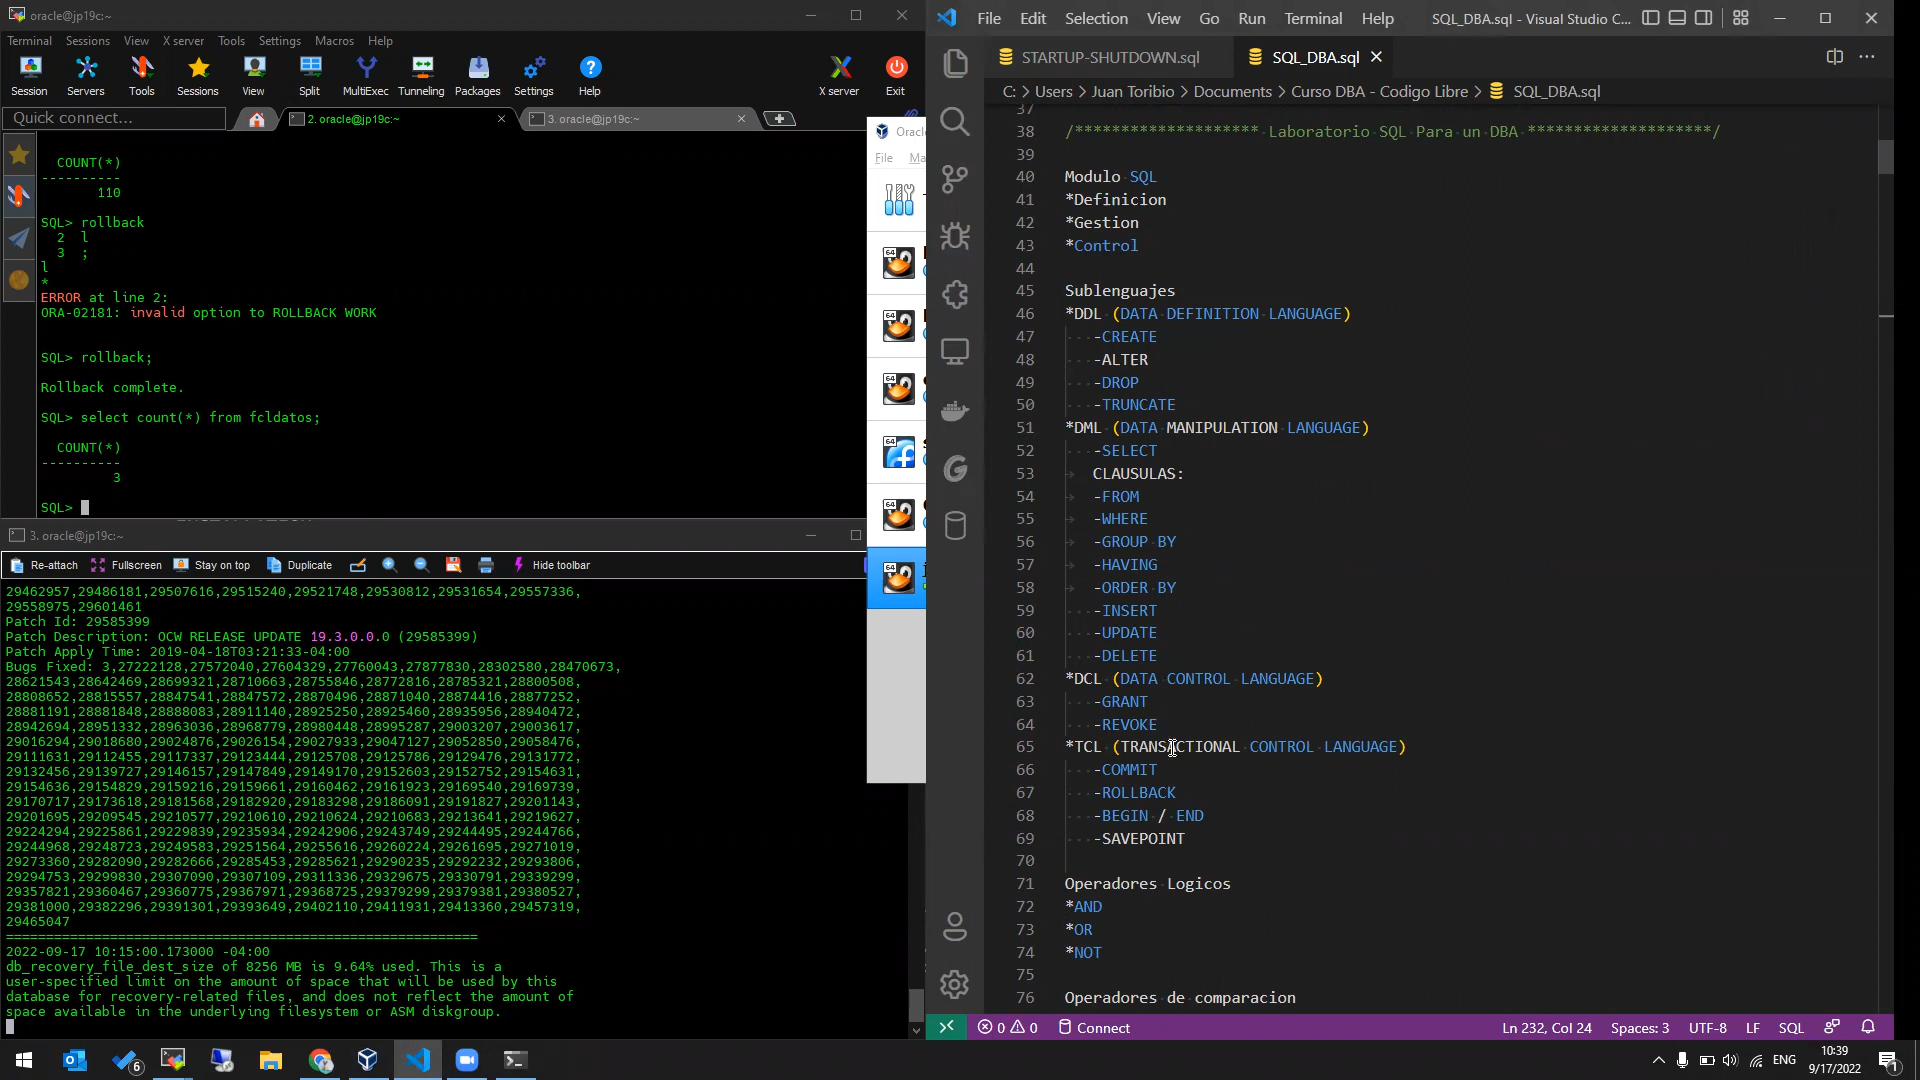 oracle@jp19c:~
Terminal Sessions View X server Tools Settings Macros Help
Session Servers Tools Sessions View Split MultiExec Tunneling Packages Settings Help X server Exit
Quick connect...
2. oracle@jp19c:~
3. oracle@jp19c:~
COUNT(*)
----------
110
SQL> rollback
2 l
3 ;
l
*
ERROR at line 2:
ORA-02181: invalid option to ROLLBACK WORK
SQL> rollback;
Rollback complete.
SQL> select count(*) from fcldatos;
COUNT(*)
----------
3
SQL>
3. oracle@jp19c:~
Re-attach Fullscreen Stay on top Duplicate Hide toolbar
29462957,29486181,29507616,29515240,29521748,29530812,29531654,29557336,
29558975,29601461
Patch Id: 29585399
Patch Description: OCW RELEASE UPDATE 19.3.0.0.0 (29585399)
Patch Apply Time: 2019-04-18T03:21:33-04:00
Bugs Fixed: 3,27222128,27572040,27604329,27760043,27877830,28302580,28470673,
28621543,28642469,28699321,28710663,28755846,28772816,28785321,28800508,
28808652,28815557,28847541,28847572,28870496,28871040,28874416,28877252,
28881191,28881848,28888083,28911140,28925250,28925460,28935956,28940472,
28942694,28951332,28963036,28968779,28980448,28995287,29003207,29003617,
29016294,29018680,29024876,29026154,29027933,29047127,29052850,29058476,
29111631,29112455,29117337,29123444,29125708,29125786,29129476,29131772,
29132456,29139727,29146157,29147849,29149170,29152603,29152752,29154631,
29154636,29154829,29159216,29159661,29160462,29161923,29169540,29169739,
29170717,29173618,29181568,29182920,29183298,29186091,29191827,29201143,
29201695,29209545,29210577,29210610,29210624,29210683,29213641,29219627,
29224294,29225861,29229839,29235934,29242906,29243749,29244495,29244766,
29244968,29248723,29249583,29251564,29255616,29260224,29261695,29271019,
29273360,29282090,29282666,29285453,29285621,29290235,29292232,29293806,
29294753,29299830,29307090,29307109,29311336,29329675,29330791,29339299,
29357821,29360467,29360775,29367971,29368725,29379299,29379381,29380527,
29381000,29382296,29391301,29393649,29402110,29411931,29413360,29457319,
29465047
===========================================================
2022-09-17 10:15:00.173000 -04:00
db_recovery_file_dest_size of 8256 MB is 9.64% used. This is a
user-specified limit on the amount of space that will be used by this
database for recovery-related files, and does not reflect the amount of
space available in the underlying filesystem or ASM diskgroup.
Orac
File Ma
64
64
64
64
64
64
File Edit Selection View Go Run Terminal Help SQL_DBA.sql - Visual Studio C...
STARTUP-SHUTDOWN.sql SQL_DBA.sql
C: > Users > Juan Toribio > Documents > Curso DBA - Codigo Libre > SQL_DBA.sql
37
38 /******************** Laboratorio SQL Para un DBA ********************/
39
40 Modulo SQL
41 *Definicion
42 *Gestion
43 *Control
44
45 Sublenguajes
46 *DDL (DATA DEFINITION LANGUAGE)
47 -CREATE
48 -ALTER
49 -DROP
50 -TRUNCATE
51 *DML (DATA MANIPULATION LANGUAGE)
52 -SELECT
53 CLAUSULAS:
54 -FROM
55 -WHERE
56 -GROUP BY
57 -HAVING
58 -ORDER BY
59 -INSERT
60 -UPDATE
61 -DELETE
62 *DCL (DATA CONTROL LANGUAGE)
63 -GRANT
64 -REVOKE
65 *TCL (TRANSACTIONAL CONTROL LANGUAGE)
66 -COMMIT
67 -ROLLBACK
68 -BEGIN / END
69 -SAVEPOINT
70
71 Operadores Logicos
72 *AND
73 *OR
74 *NOT
75
76 Operadores de comparacion
0 0 Connect Ln 232, Col 24 Spaces: 3 UTF-8 LF SQL
6 ENG 10:39 9/17/2022 1